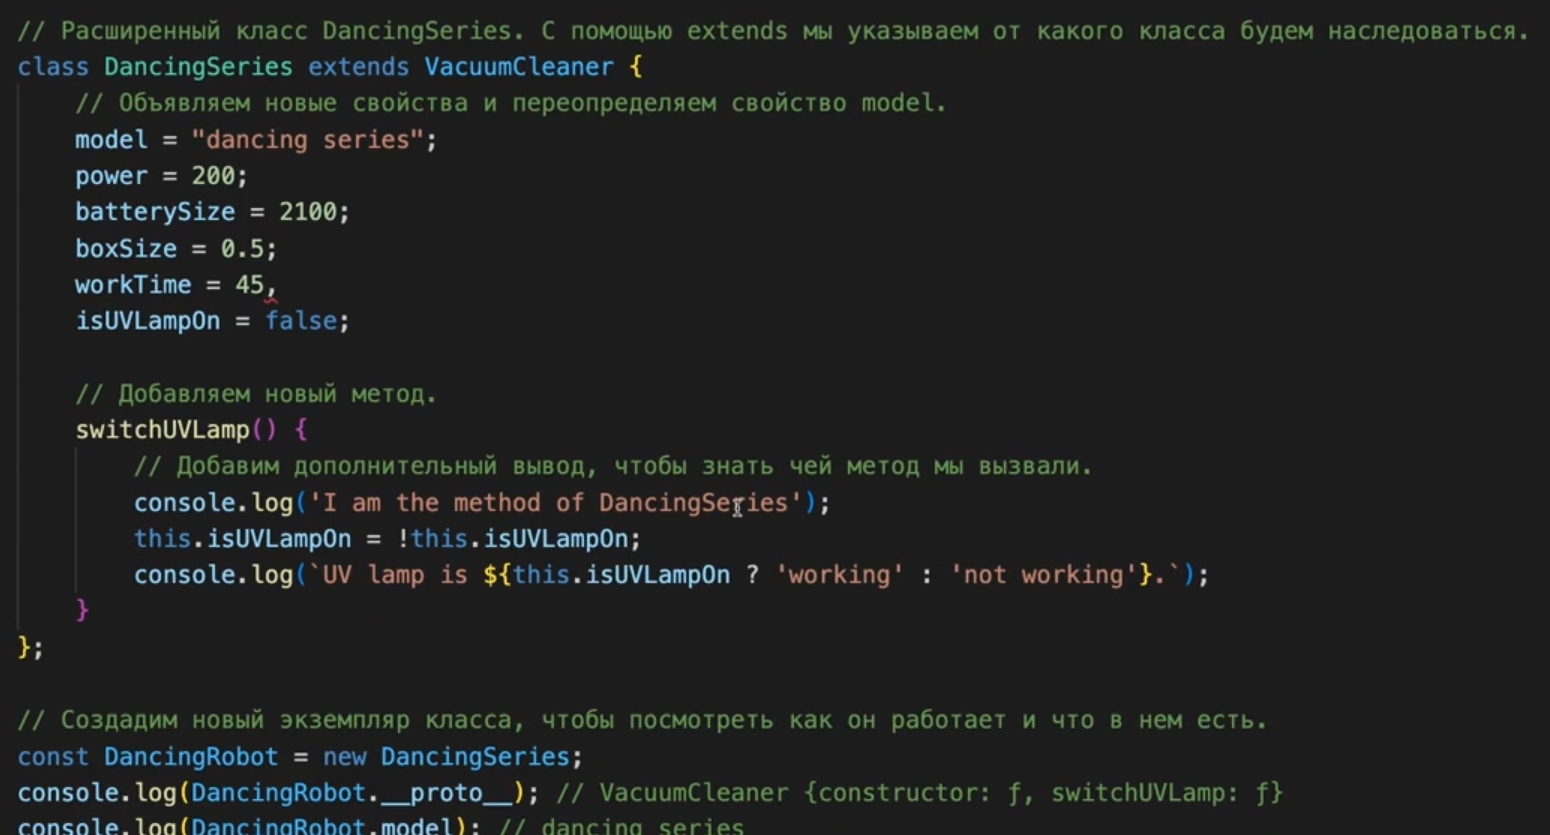 // Расширенный класс DancingSeries. С помощью extends мы указываем от какого класса будем наследоваться.
class DancingSeries extends VacuumCleaner {
    // Объявляем новые свойства и переопределяем свойство model.
    model = "dancing series";
    power = 200;
    batterySize = 2100;
    boxSize = 0.5;
    workTime = 45,
    isUVLampOn = false;
    // Добавляем новый метод.
    switchUVLamp() {
        // Добавим дополнительный вывод, чтобы знать чей метод мы вызвали.
        console.log('I am the method of DancingSeries');
        this.isUVLampOn = !this.isUVLampOn;
        console.log(`UV lamp is ${this.isUVLampOn ? 'working' : 'not working'}.`);
    }
};
// Создадим новый экземпляр класса, чтобы посмотреть как он работает и что в нем есть.
const DancingRobot = new DancingSeries;
console.log(DancingRobot.__proto__); // VacuumCleaner {constructor: ƒ, switchUVLamp: ƒ}
console.log(DancingRobot.model); // dancing series